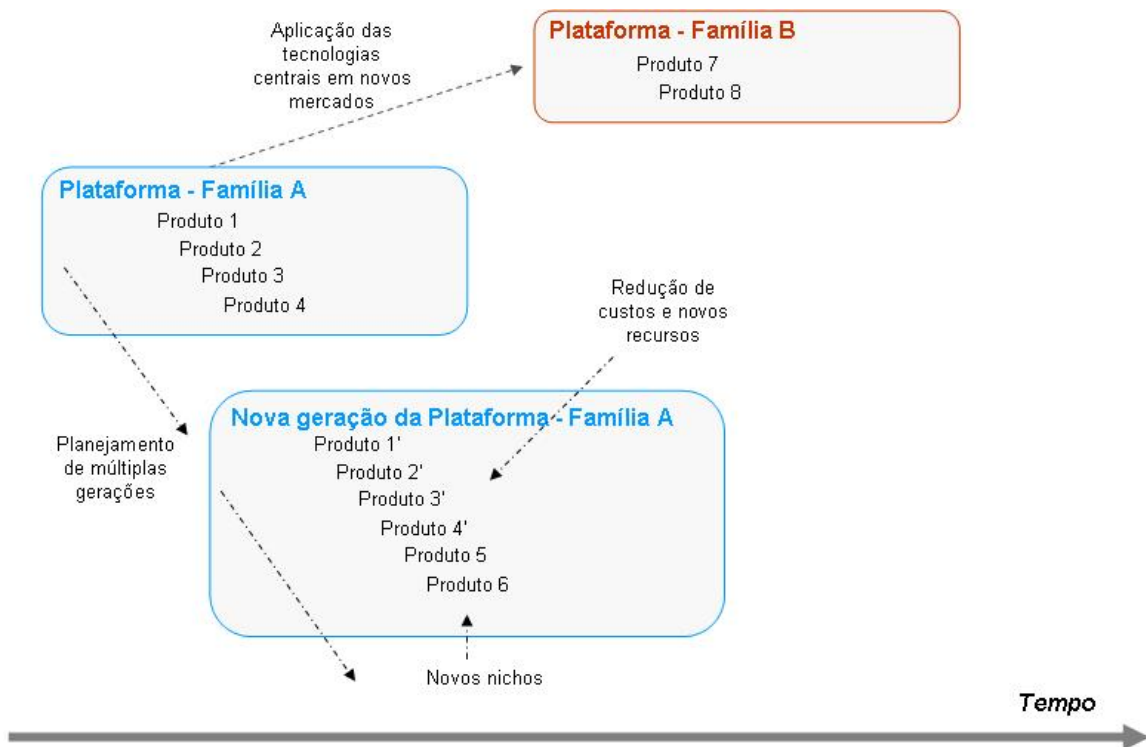 Aplicação das
tecnologias
centrais em novos
mercados
Plataforma - Família B
Produto 7
Produto 8
Plataforma - Família A
Produto 1
Produto 2
Produto 3
Produto 4
Redução de
custos e novos
recursos
Nova geração da Plataforma - Família A
Produto 1'
Produto 2'
Produto 3'
Produto 4'
Produto 5
Produto 6
Planejamento
de múltiplas
gerações
Novos nichos
Tempo